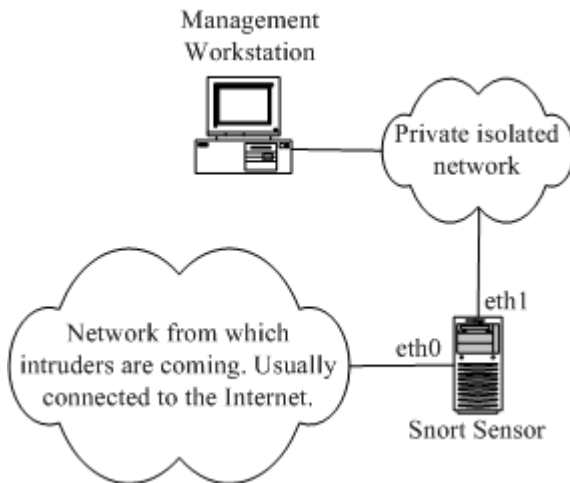 Management
Workstation
Private isolated
network
eth1
Network from which
intruders are coming. Usually
connected to the Internet.
eth0
Snort Sensor